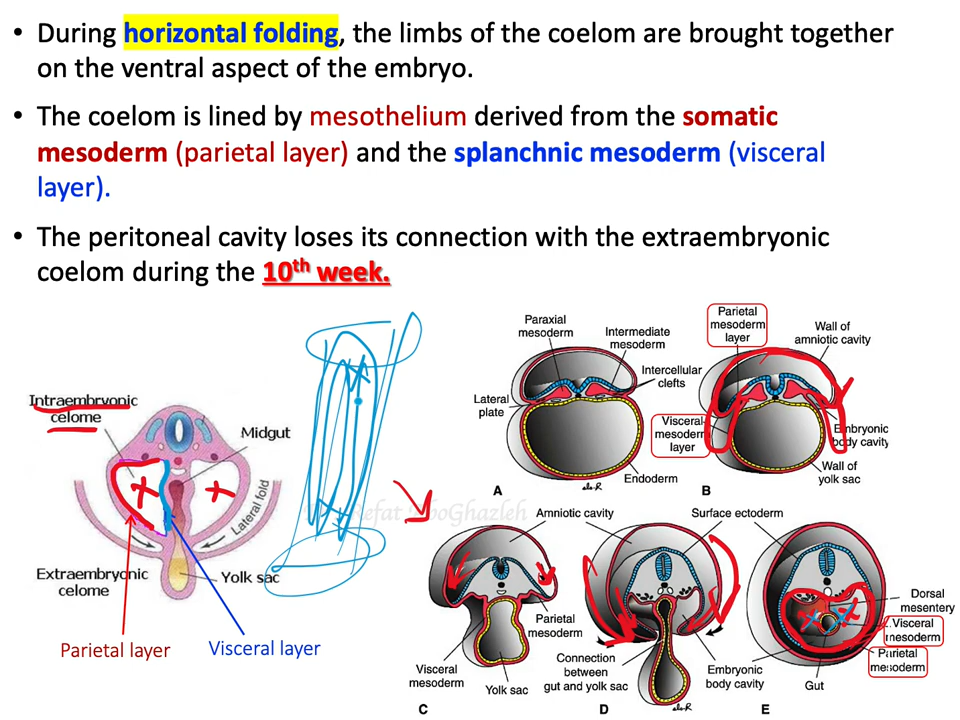 • During horizontal folding, the limbs of the coelom are brought together
on the ventral aspect of the embryo.
• The coelom is lined by mesothelium derived from the somatic
mesoderm (parietal layer) and the splanchnic mesoderm (visceral
layer).
• The peritoneal cavity loses its connection with the extraembryonic
coelom during the 10th week.
Intraembryonic
celome
Midgut
Lateral fold
Extraembryonic
celome
Yolk sac
Parietal layer
Visceral layer
Paraxial
mesoderm
Intermediate
mesoderm
Intercellular
clefts
Lateral
plate
Endoderm
A
Parietal
mesoderm
layer
Wall of
amniotic cavity
Visceral
mesoderm
layer
Embryonic
body cavity
Wall of
yolk sac
B
AboGhazleh
Amniotic cavity
Surface ectoderm
Parietal
mesoderm
Visceral
mesoderm
Yolk sac
C
Connection
between
gut and yolk sac
Embryonic
body cavity
D
Dorsal
mesentery
Visceral
mesoderm
Parietal
mesoderm
Gut
E